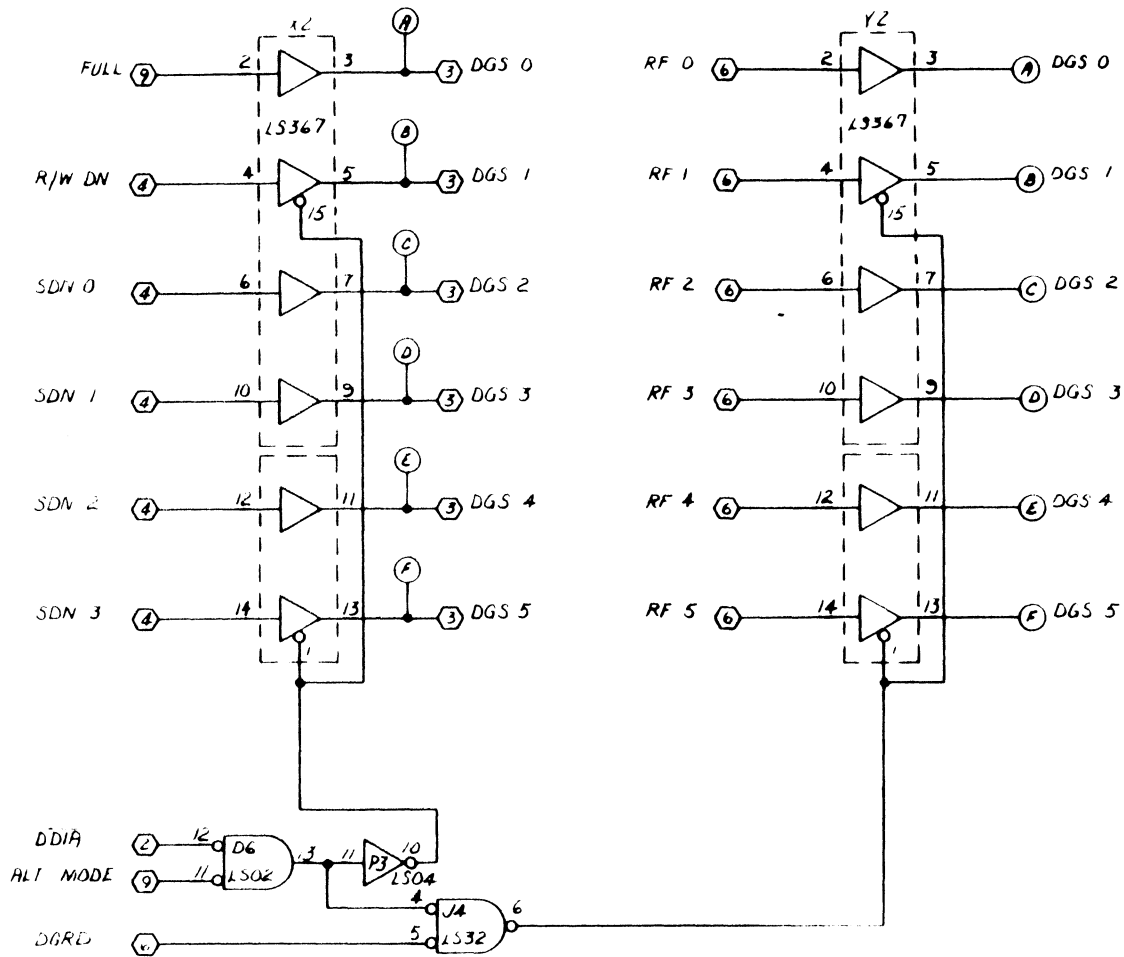 X2 A Y2
FULL 9 2 3 3 DGS 0 RF 0 6 2 3 A DGS 0
LS367 B LS367
R/W DN 4 4 5 3 DGS 1 RF 1 6 4 5 B DGS 1
15 15
C
SDN 0 4 6 7 3 DGS 2 RF 2 6 6 7 C DGS 2
D
SDN 1 4 10 9 3 DGS 3 RF 3 6 10 9 D DGS 3
E
SDN 2 4 12 11 3 DGS 4 RF 4 6 12 11 E DGS 4
F
SDN 3 4 14 13 3 DGS 5 RF 5 6 14 13 F DGS 5
1 1
DDIA 2 12 D6 13 11 P3 10
ALT MODE 9 11 LS02 LS04
4 J4 6
DGRD 5 LS32